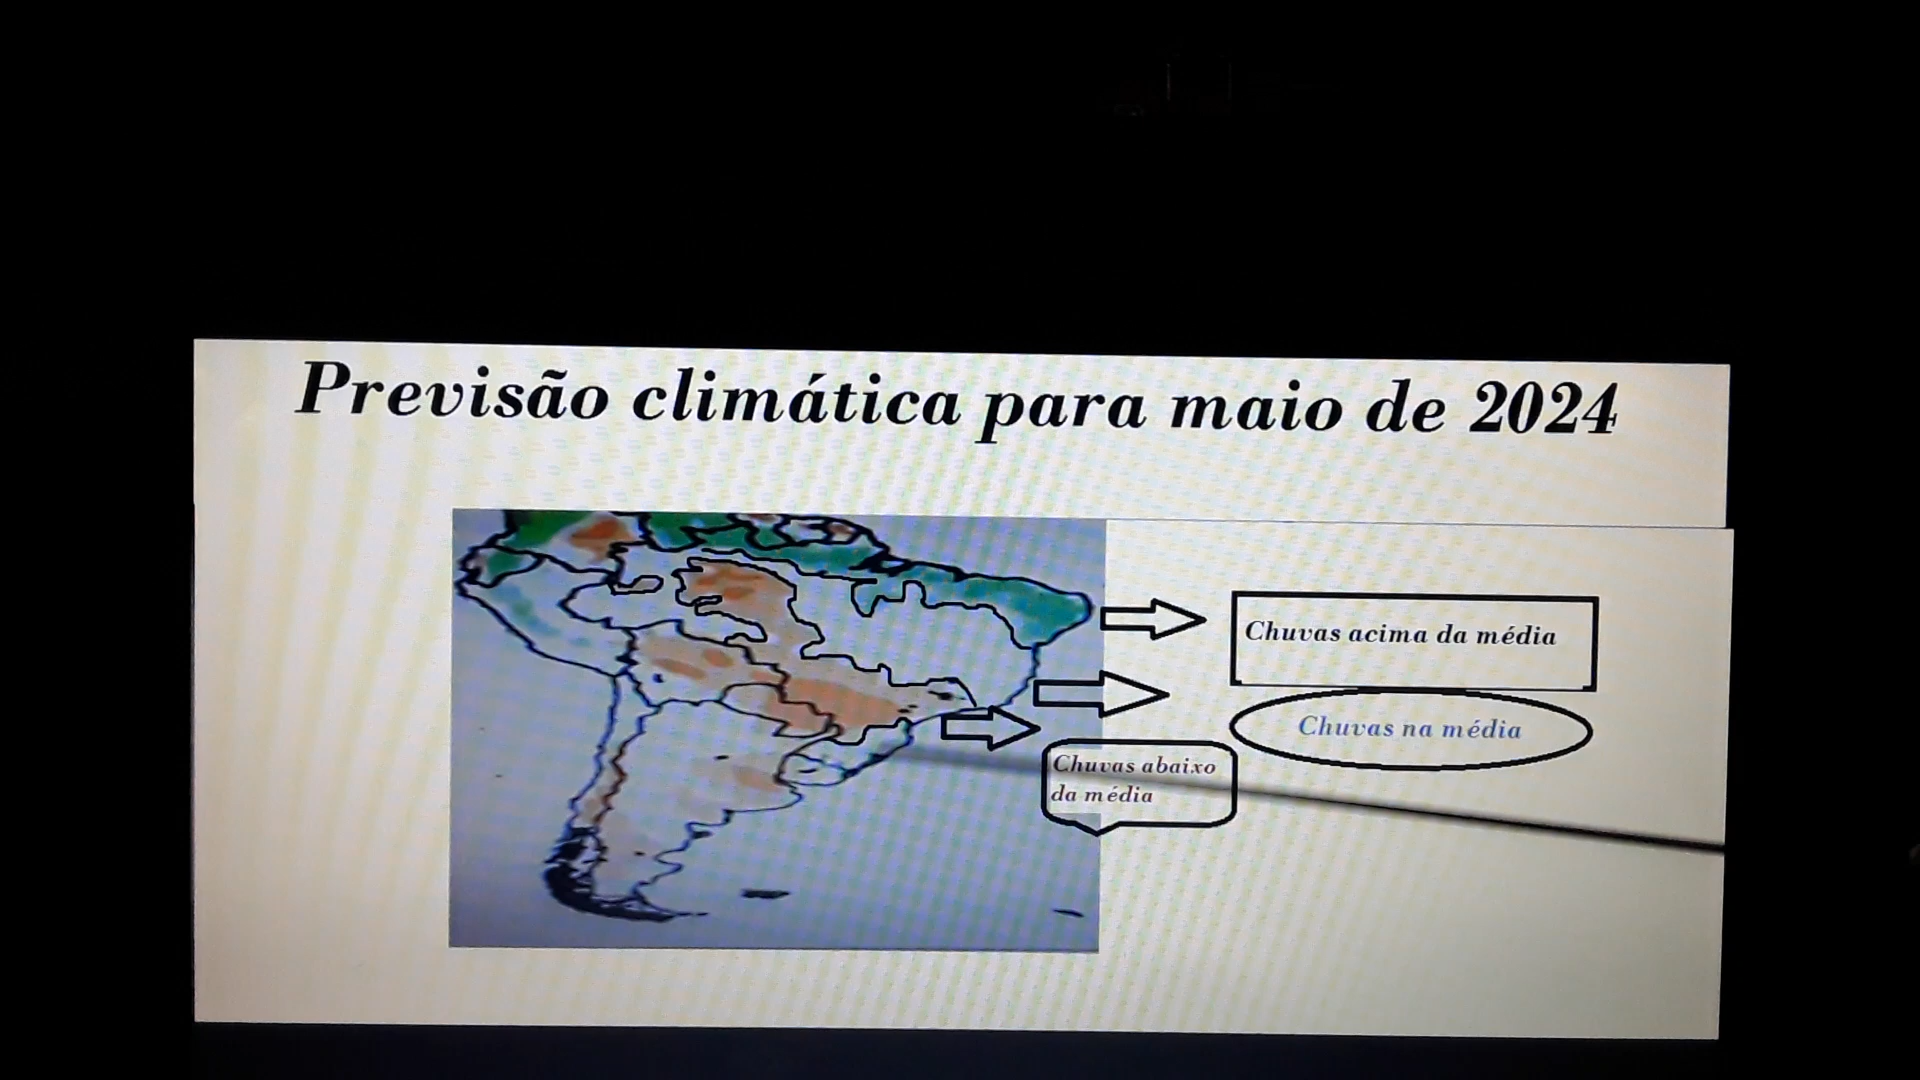 Previsão climática para maio de 2024
Chuvas acima da média
Chuvas na média
Chuvas abaixo
da média